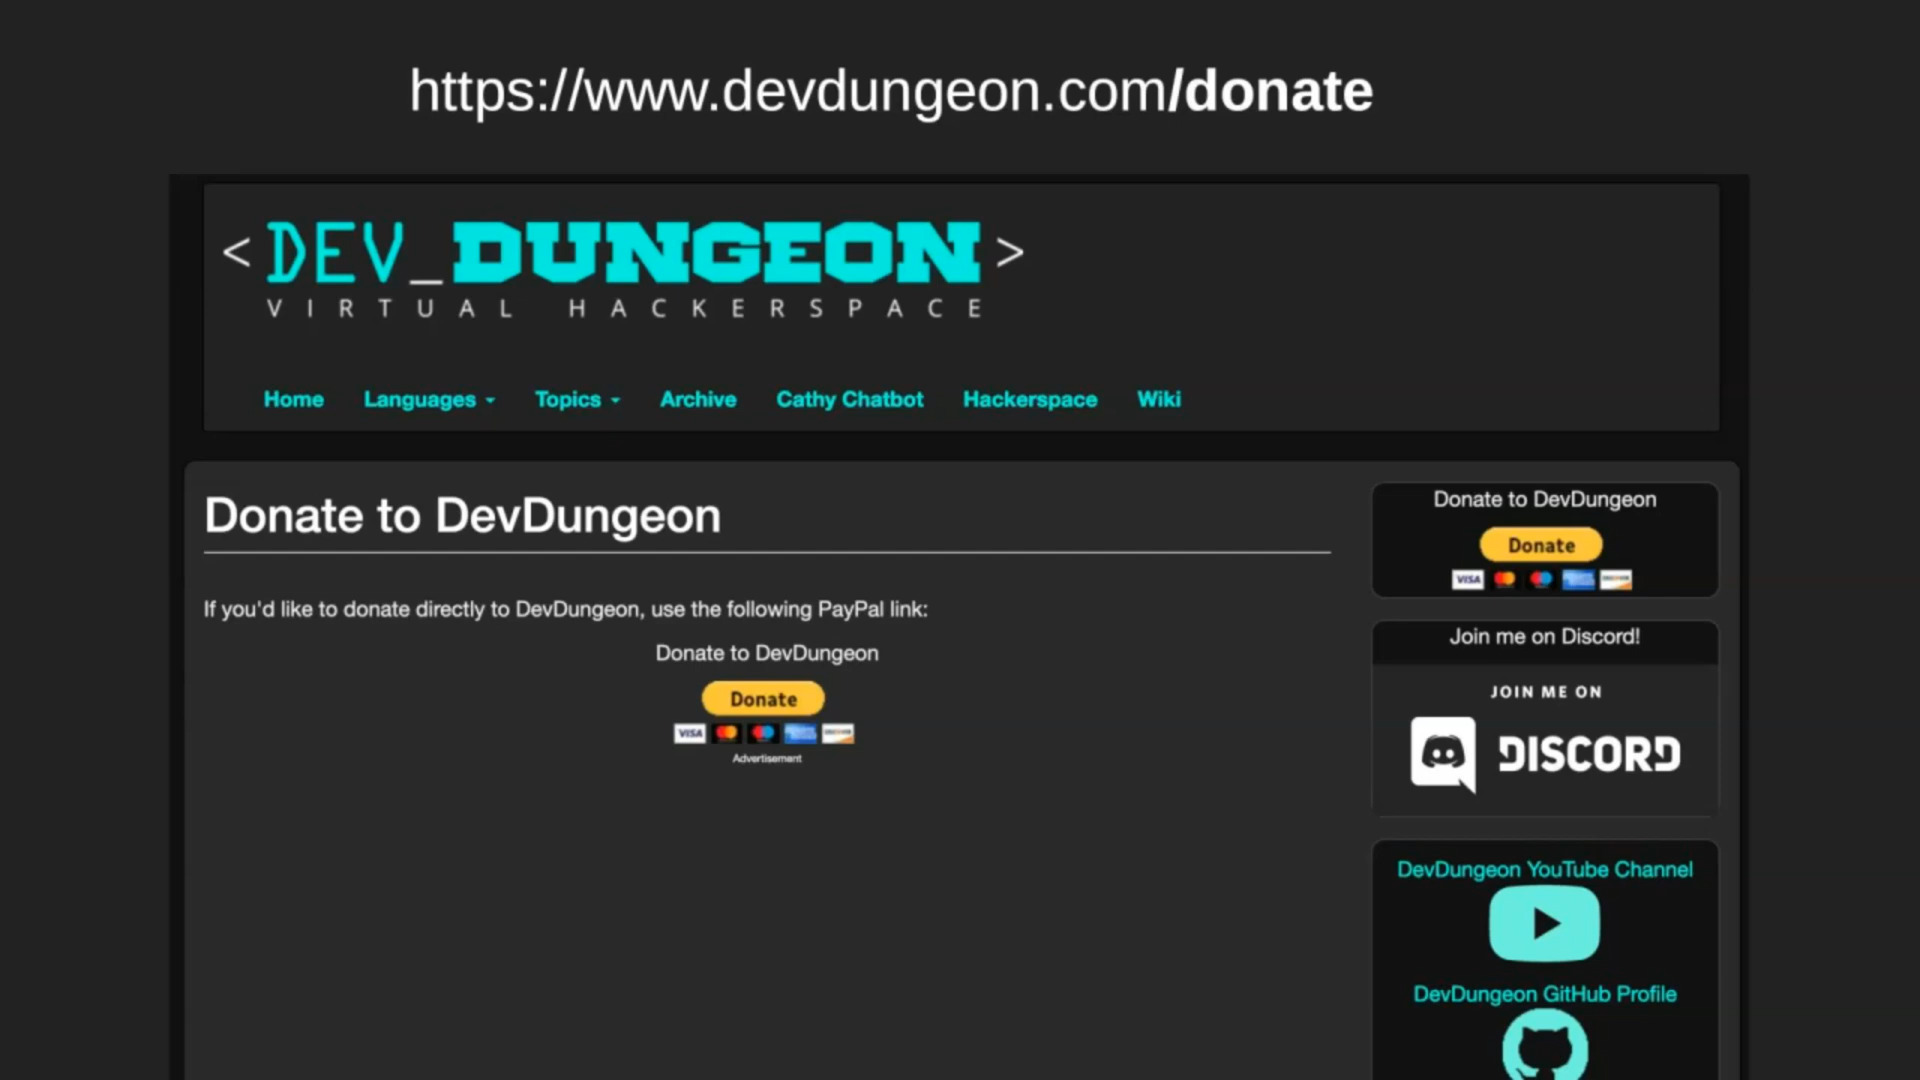 https://www.devdungeon.com/donate
< DEV_DUNGEON >
VIRTUAL HACKERSPACE
Home Languages Topics Archive Cathy Chatbot Hackerspace Wiki
Donate to DevDungeon
If you'd like to donate directly to DevDungeon, use the following PayPal link:
Donate to DevDungeon
Donate
VISA
Advertisement
Donate to DevDungeon
Donate
VISA
Join me on Discord!
JOIN ME ON
DISCORD
DevDungeon YouTube Channel
DevDungeon GitHub Profile